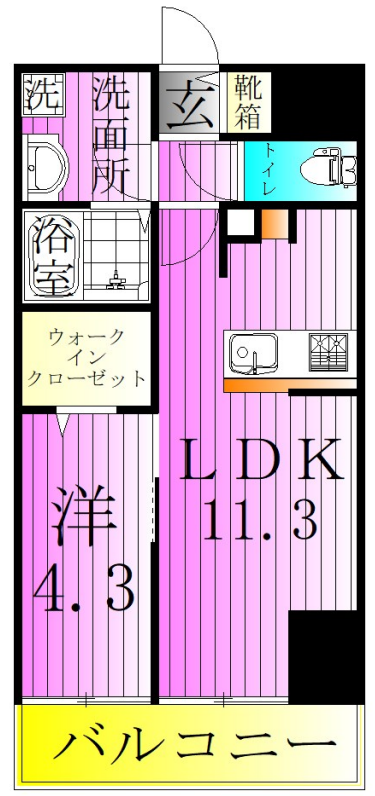 洗
洗面所
玄
靴箱
トイレ
浴室
ウォーク
イン
クローゼット
LDK
11.3
洋
4.3
バルコニー